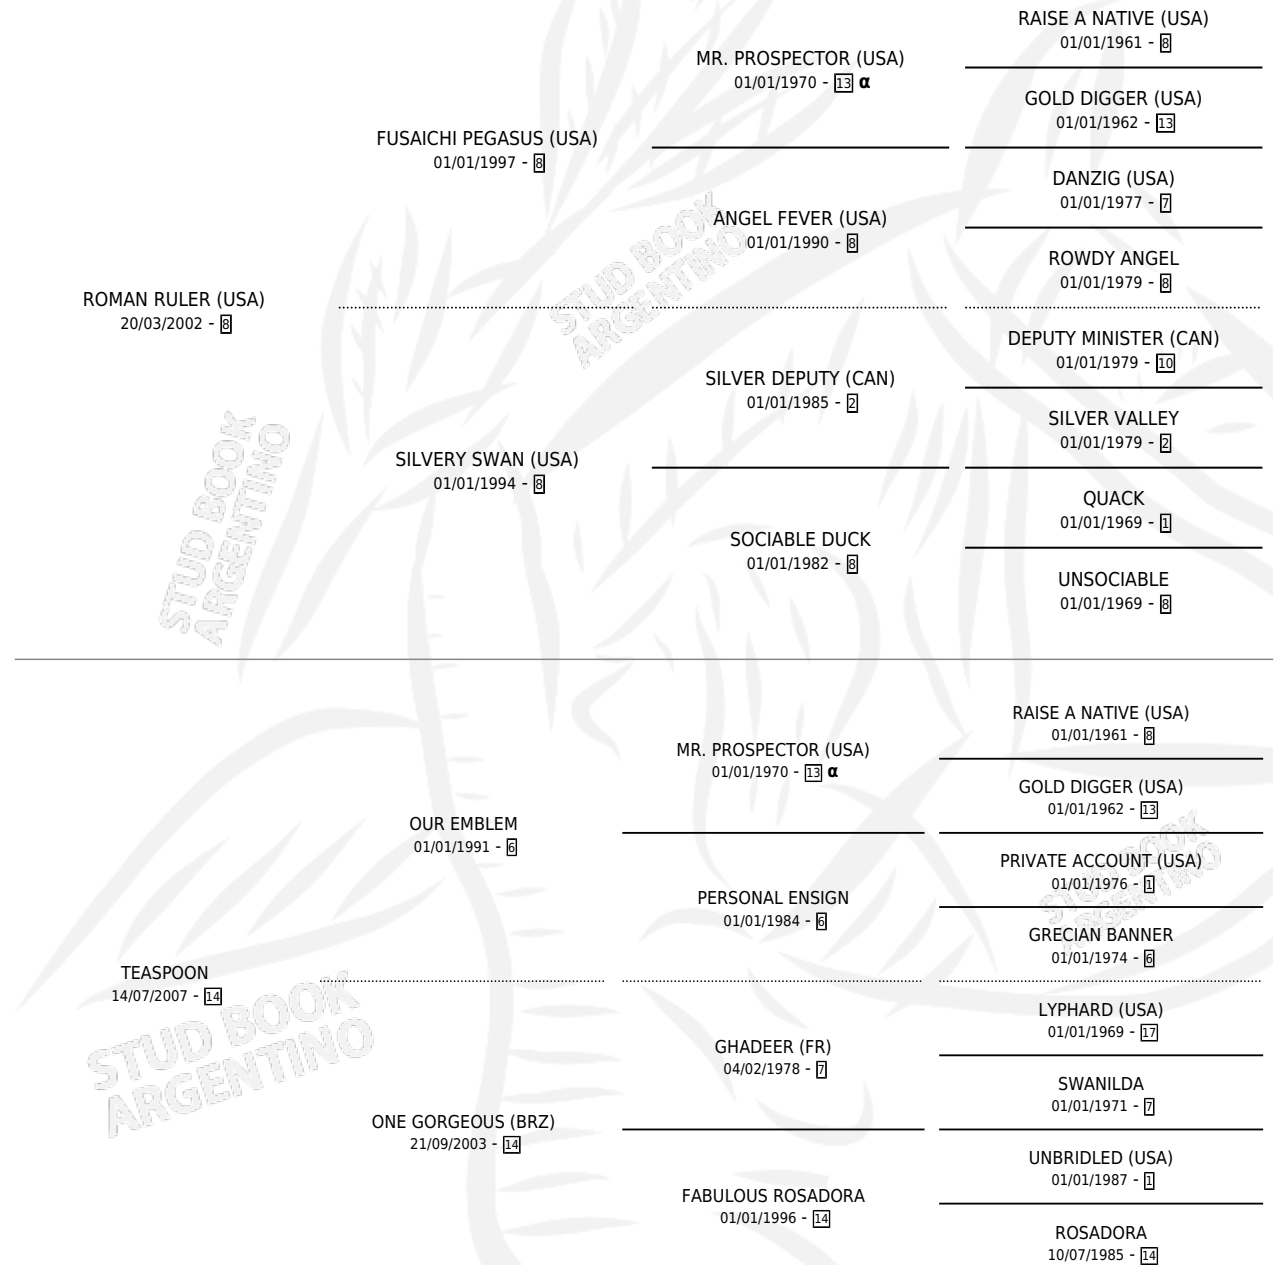 RAISE A NATIVE (USA)
01/01/1961 - 8
MR. PROSPECTOR (USA)
01/01/1970 - 13 α
GOLD DIGGER (USA)
01/01/1962 - 13
FUSAICHI PEGASUS (USA)
01/01/1997 - 8
DANZIG (USA)
01/01/1977 - 7
ANGEL FEVER (USA)
01/01/1990 - 8
ROWDY ANGEL
01/01/1979 - 8
ROMAN RULER (USA)
20/03/2002 - 8
DEPUTY MINISTER (CAN)
01/01/1979 - 10
SILVER DEPUTY (CAN)
01/01/1985 - 2
SILVER VALLEY
01/01/1979 - 2
SILVERY SWAN (USA)
01/01/1994 - 8
QUACK
01/01/1969 - 1
SOCIABLE DUCK
01/01/1982 - 8
UNSOCIABLE
01/01/1969 - 8
RAISE A NATIVE (USA)
01/01/1961 - 8
MR. PROSPECTOR (USA)
01/01/1970 - 13 α
GOLD DIGGER (USA)
01/01/1962 - 13
OUR EMBLEM
01/01/1991 - 6
PRIVATE ACCOUNT (USA)
01/01/1976 - 1
PERSONAL ENSIGN
01/01/1984 - 6
GRECIAN BANNER
01/01/1974 - 6
TEASPOON
14/07/2007 - 14
LYPHARD (USA)
01/01/1969 - 17
GHADEER (FR)
04/02/1978 - 7
SWANILDA
01/01/1971 - 7
ONE GORGEOUS (BRZ)
21/09/2003 - 14
UNBRIDLED (USA)
01/01/1987 - 1
FABULOUS ROSADORA
01/01/1996 - 14
ROSADORA
10/07/1985 - 14
STUD BOOK
ARGENTINO
STUD BOOK
ARGENTINO
STUD BOOK
ARGENTINO
STUD BOOK
ARGENTINO